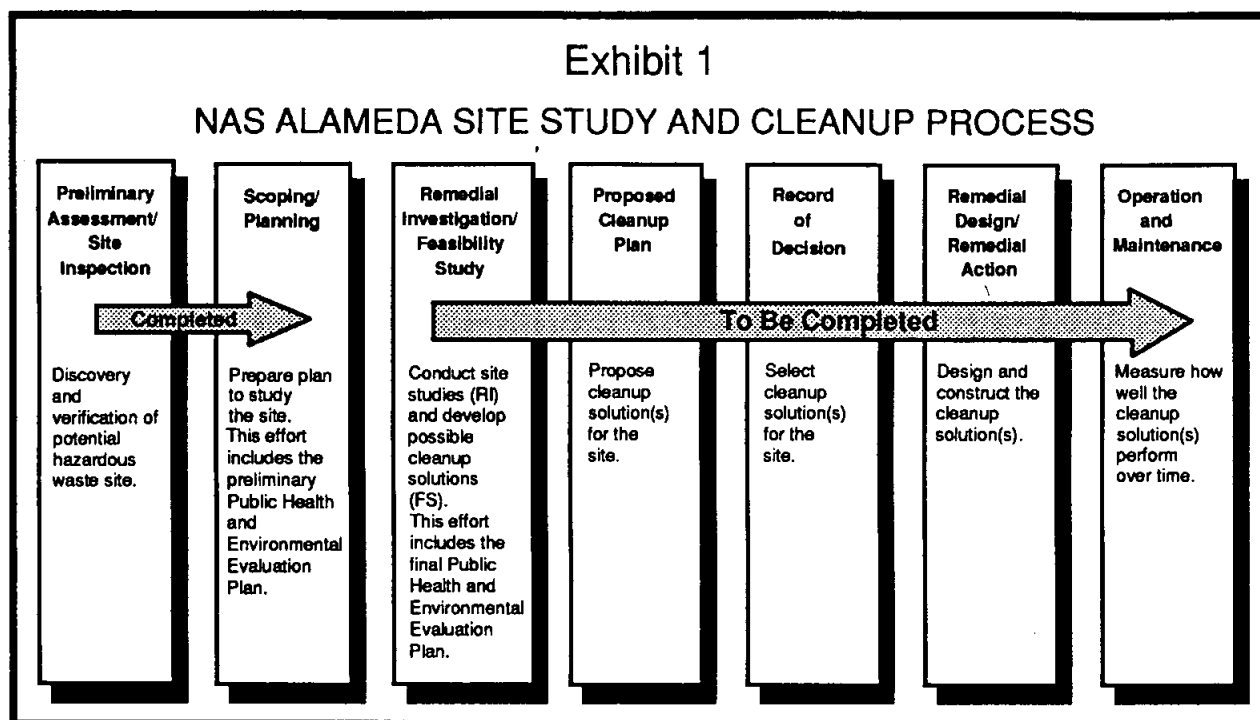 Exhibit 1
NAS ALAMEDA SITE STUDY AND CLEANUP PROCESS
Preliminary
Assessment/
Site
Inspection
Completed
Discovery
and
verification of
potential
hazardous
waste site.
Scoping/
Planning
Prepare plan
to study
the site.
This effort
includes the
preliminary
Public Health
and
Environmental
Evaluation
Plan.
Remedial
Investigation/
Feasibility
Study
To Be Completed
Conduct site
studies (RI)
and develop
possible
cleanup
solutions
(FS).
This effort
includes the
final Public
Health and
Environmental
Evaluation
Plan.
Proposed
Cleanup
Plan
Propose
cleanup
solution(s)
for the
site.
Record
of
Decision
Select
cleanup
solution(s)
for the
site.
Remedial
Design/
Remedial
Action
Design and
construct the
cleanup
solution(s).
Operation
and
Maintenance
Measure how
well the
cleanup
solution(s)
perform
over time.